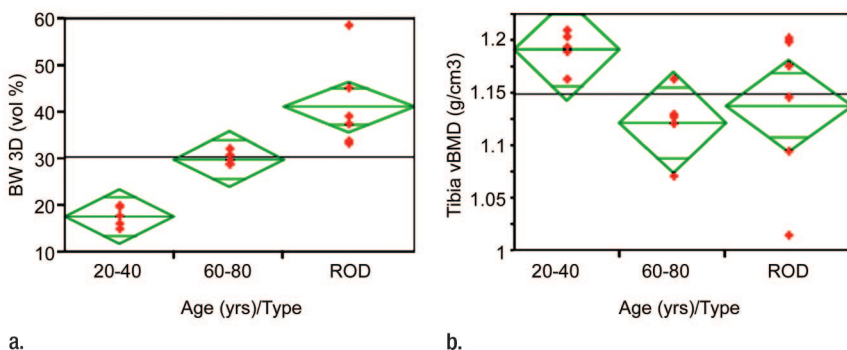 60
50
40
30
20
10
BW 3D (vol %)
20-40
60-80
ROD
Age (yrs)/Type
a.
1.2
1.15
1.1
1.05
1
Tibia vBMD (g/cm3)
20-40
60-80
ROD
Age (yrs)/Type
b.